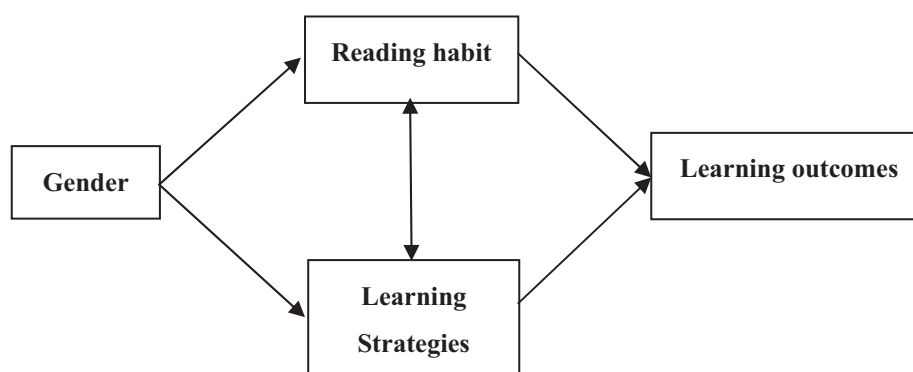 Reading habit
Gender
Learning outcomes
Learning
Strategies